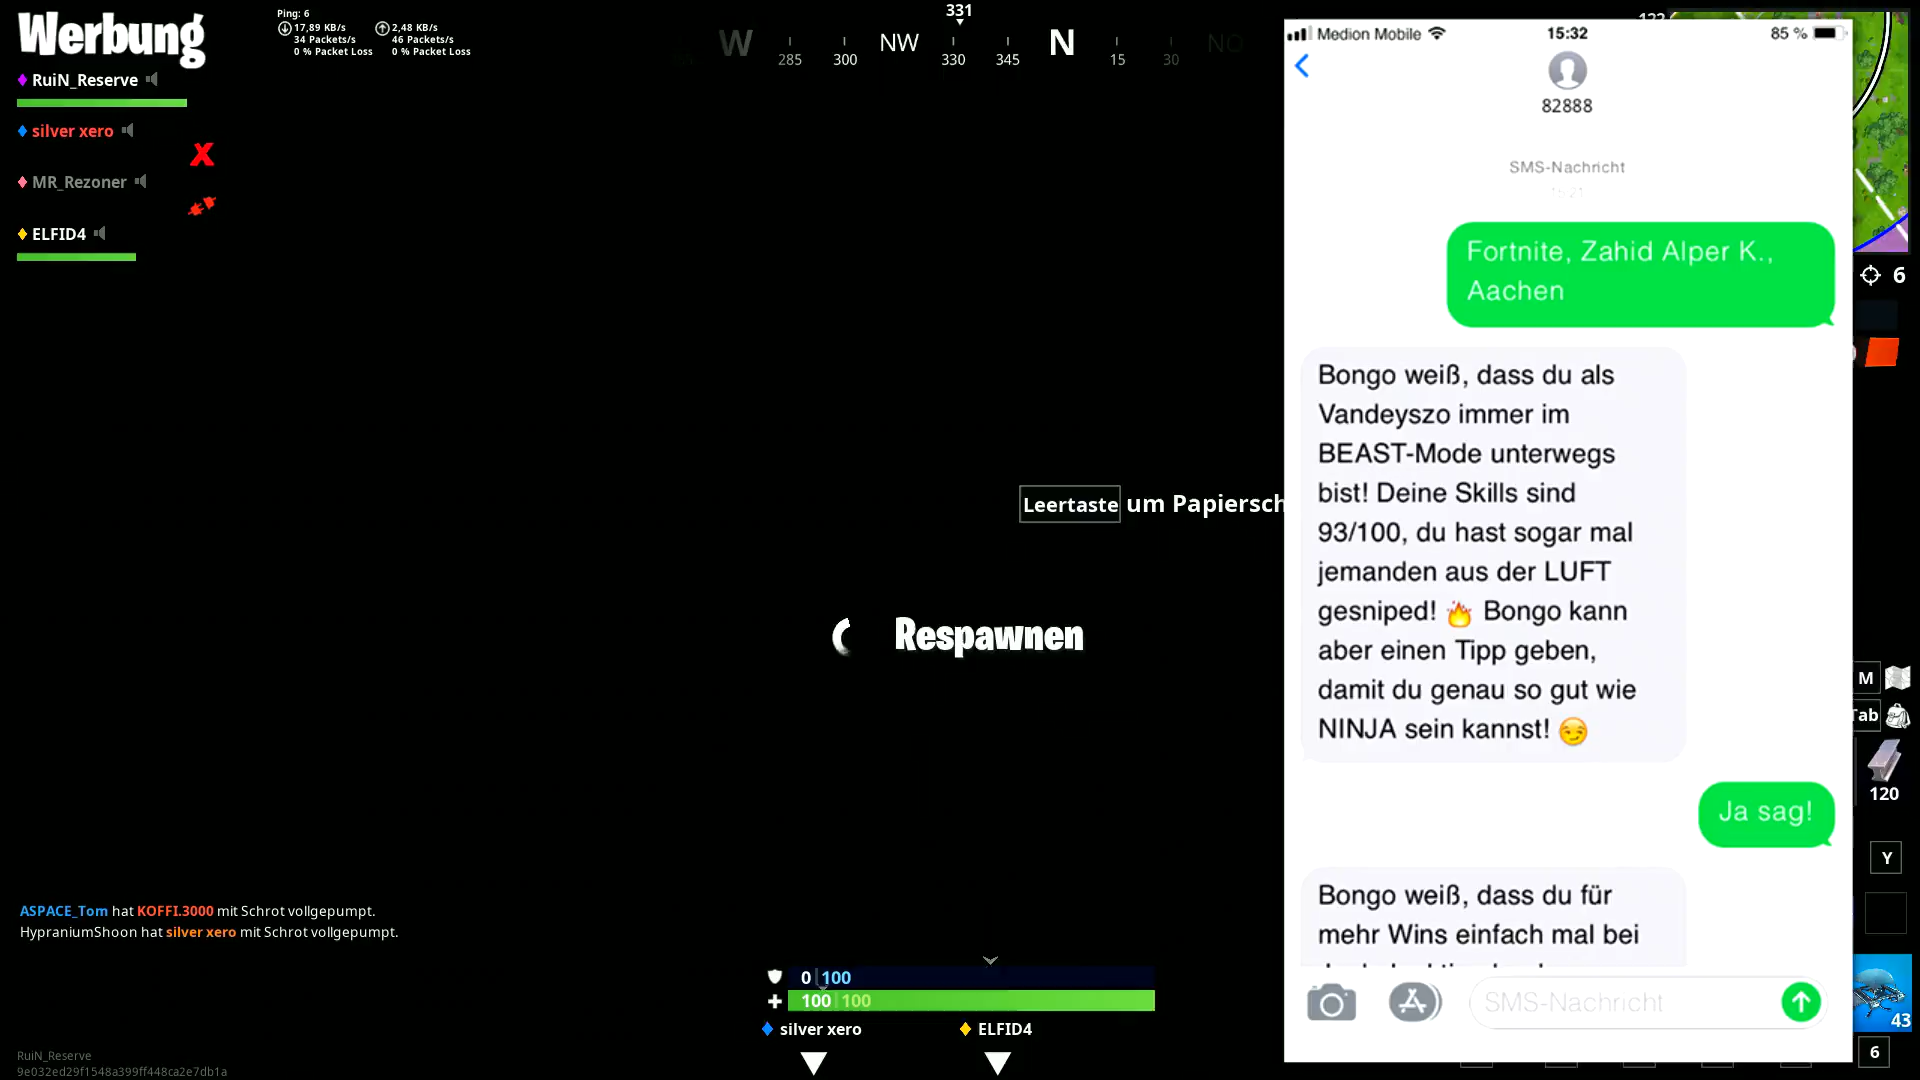 Werbung
Ping: 6
17,89 KB/s
34 Packets/s
0 % Packet Loss
2,48 KB/s
46 Packets/s
0 % Packet Loss
RuiN_Reserve
silver xero
X
MR_Rezoner
ELFID4
331
W
285
300
NW
330
345
N
15
30
NO
Leertaste um Papiersch
Respawnen
ASPACE_Tom hat KOFFI.3000 mit Schrot vollgepumpt.
HypraniumShoon hat silver xero mit Schrot vollgepumpt.
0 | 100
100 | 100
silver xero
ELFID4
RuiN_Reserve
9e032ed29f1548a399ff448ca2e7db1a
Medion Mobile
15:32
85 %
82888
SMS-Nachricht
15:21
Fortnite, Zahid Alper K.,
Aachen
Bongo weiß, dass du als
Vandeyszo immer im
BEAST-Mode unterwegs
bist! Deine Skills sind
93/100, du hast sogar mal
jemanden aus der LUFT
gesniped! 🔥 Bongo kann
aber einen Tipp geben,
damit du genau so gut wie
NINJA sein kannst! 😏
Ja sag!
Bongo weiß, dass du für
mehr Wins einfach mal bei
SMS-Nachricht
6
M
Tab
120
Y
43
6